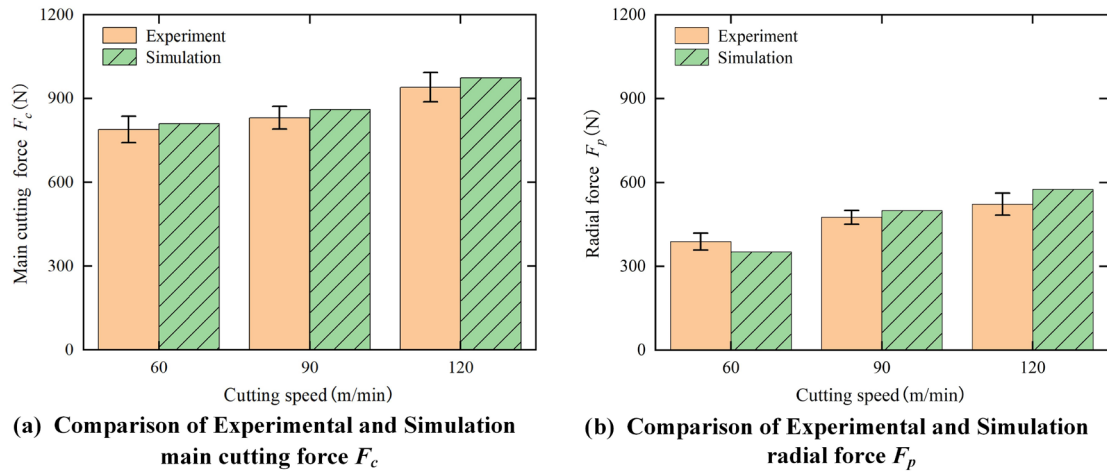 1200
900
600
300
0
Main cutting force Fc(N)
Experiment
Simulation
60
90
120
Cutting speed(m/min)
(a) Comparison of Experimental and Simulation
main cutting force Fc
1200
900
600
300
0
Radial force Fp(N)
Experiment
Simulation
60
90
120
Cutting speed(m/min)
(b) Comparison of Experimental and Simulation
radial force Fp